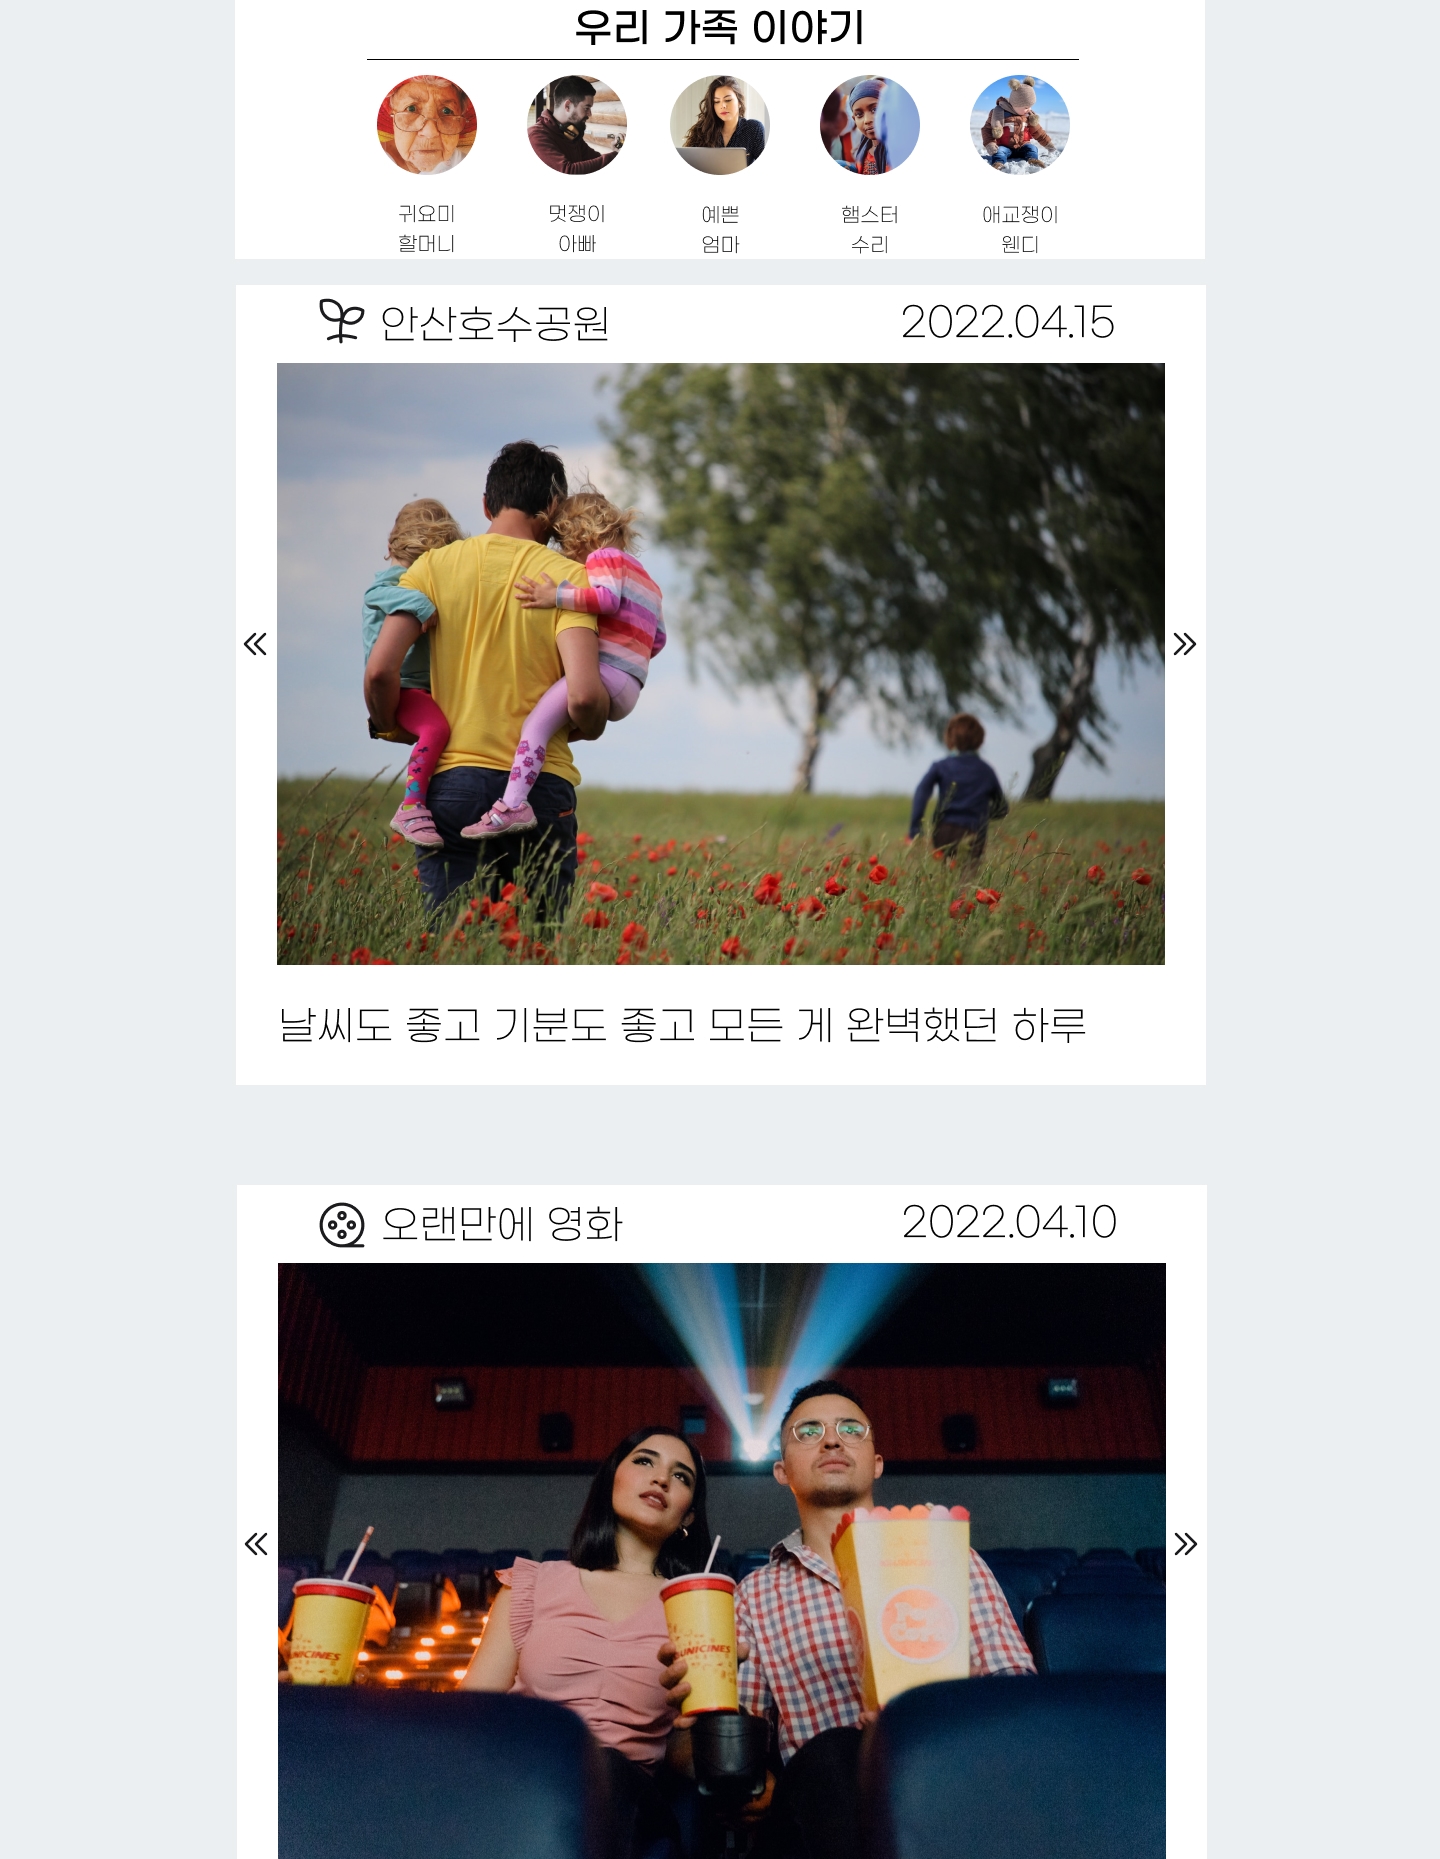 우리 가족 이야기
귀요미
할머니
멋쟁이
아빠
예쁜
엄마
햄스터
수리
애교쟁이
웬디
안산호수공원
2022.04.15
날씨도 좋고 기분도 좋고 모든 게 완벽했던 하루
오랜만에 영화
2022.04.10
UNICINES
UNICINES